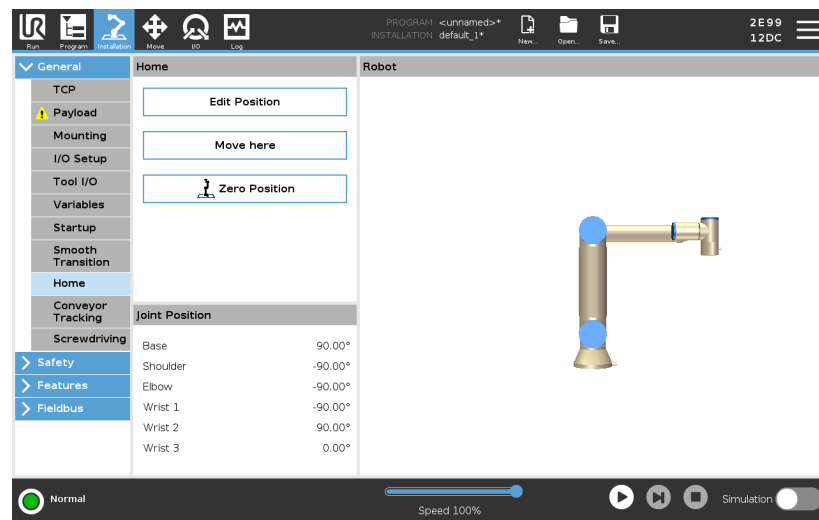 UR
Run
Program
Installation
Move
I/O
Log
PROGRAM <unnamed>*
INSTALLATION default_1*
New...
Open...
Save...
2E99
12DC
General
TCP
Payload
Mounting
I/O Setup
Tool I/O
Variables
Startup
Smooth
Transition
Home
Conveyor
Tracking
Screwdriving
Safety
Features
Fieldbus
Home
Edit Position
Move here
Zero Position
Joint Position
Base 90.00°
Shoulder -90.00°
Elbow -90.00°
Wrist 1 -90.00°
Wrist 2 90.00°
Wrist 3 0.00°
Robot
Normal
Speed 100%
Simulation